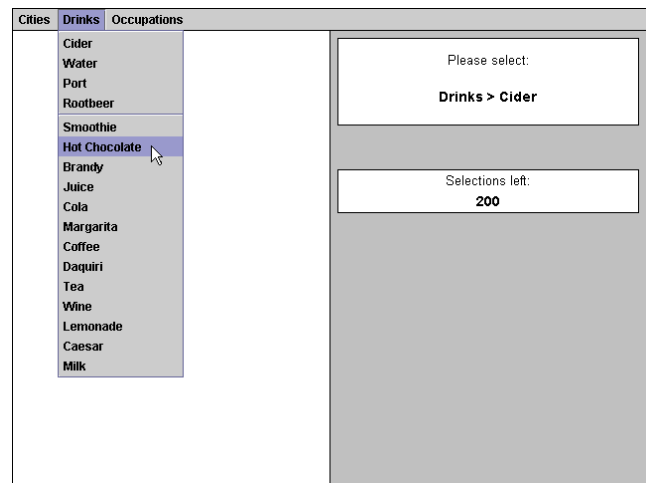 Cities Drinks Occupations
Cider
Water
Port
Rootbeer
Smoothie
Hot Chocolate
Brandy
Juice
Cola
Margarita
Coffee
Daquiri
Tea
Wine
Lemonade
Caesar
Milk
Please select:
Drinks > Cider
Selections left:
200